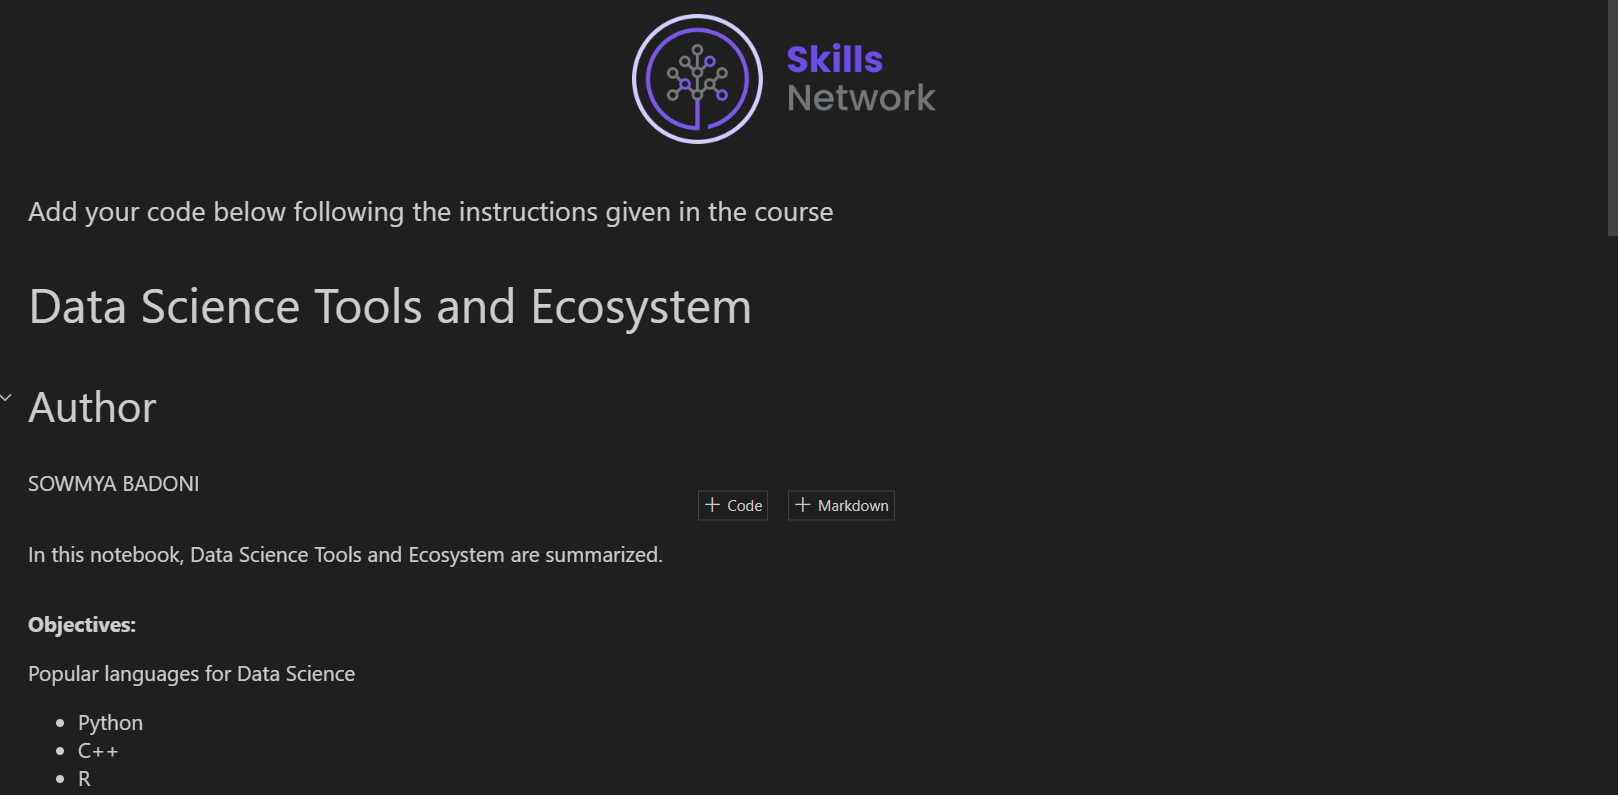 Skills
Network
Add your code below following the instructions given in the course
Data Science Tools and Ecosystem
Author
SOWMYA BADONI
+ Code + Markdown
In this notebook, Data Science Tools and Ecosystem are summarized.
Objectives:
Popular languages for Data Science
• Python
• C++
• R